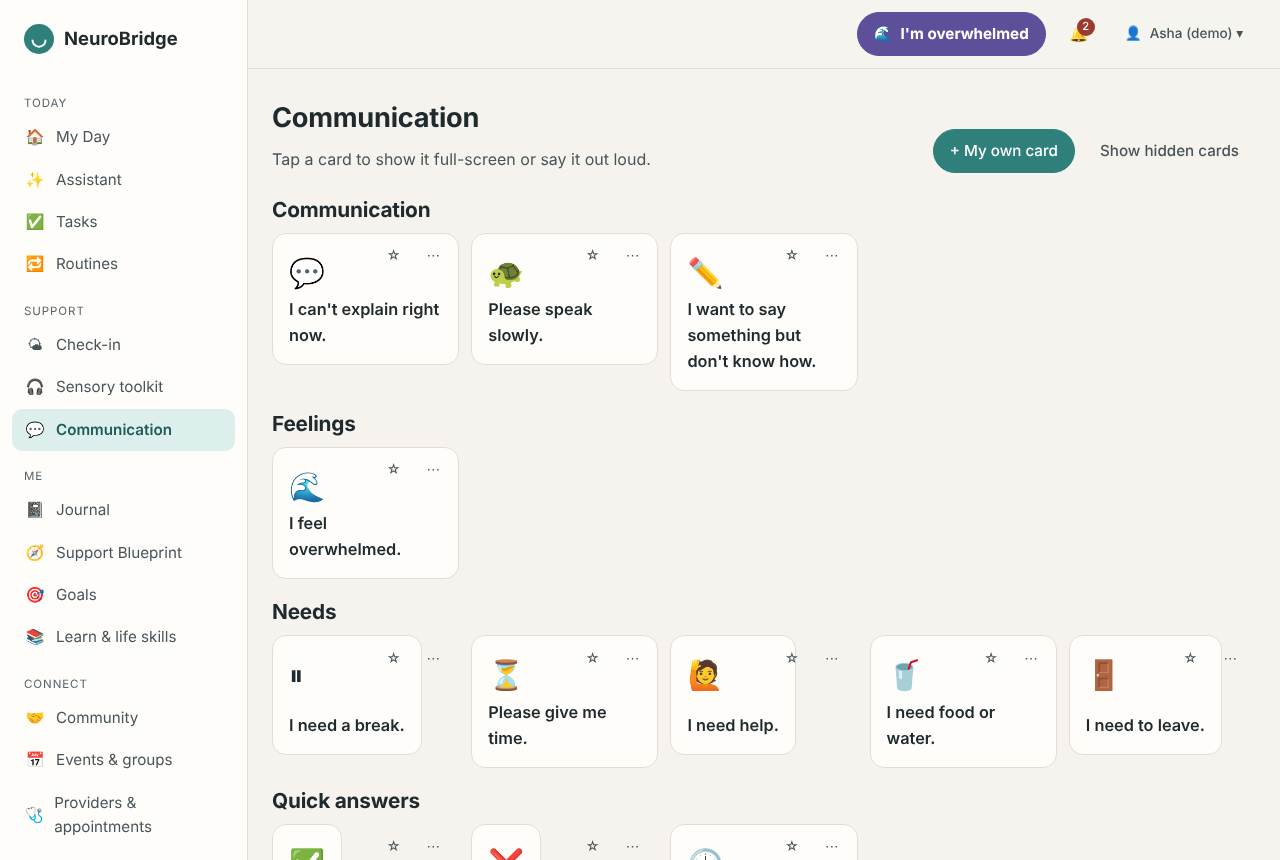 NeuroBridge
I'm overwhelmed
2
Asha (demo) ▾
TODAY
My Day
Assistant
Tasks
Routines
SUPPORT
Check-in
Sensory toolkit
Communication
ME
Journal
Support Blueprint
Goals
Learn & life skills
CONNECT
Community
Events & groups
Providers &
appointments
Communication
Tap a card to show it full-screen or say it out loud.
+ My own card
Show hidden cards
Communication
I can't explain right
now.
Please speak
slowly.
I want to say
something but
don't know how.
Feelings
I feel
overwhelmed.
Needs
I need a break.
Please give me
time.
I need help.
I need food or
water.
I need to leave.
Quick answers